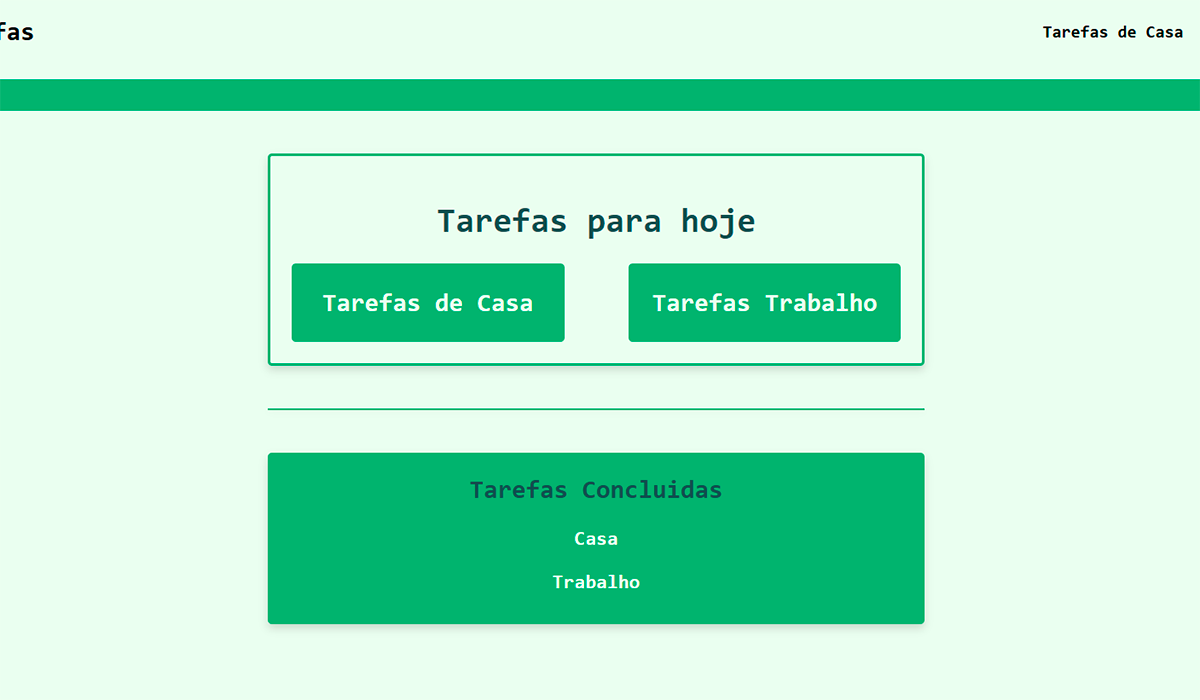 fas
Tarefas de Casa
Tarefas para hoje
Tarefas de Casa
Tarefas Trabalho
Tarefas Concluidas
Casa
Trabalho